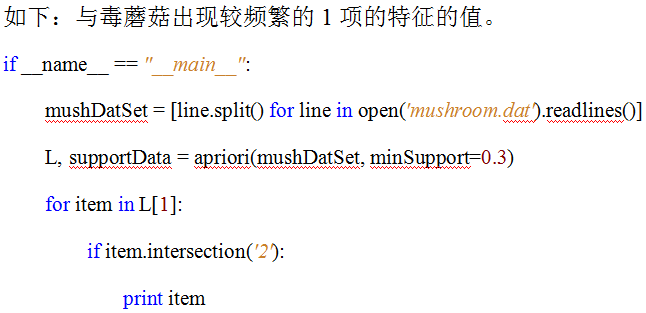 如下：与毒蘑菇出现较频繁的 1 项的特征的值。
if __name__ == "__main__":
mushDatSet = [line.split() for line in open('mushroom.dat').readlines()]
L, supportData = apriori(mushDatSet, minSupport=0.3)
for item in L[1]:
if item.intersection('2'):
print item